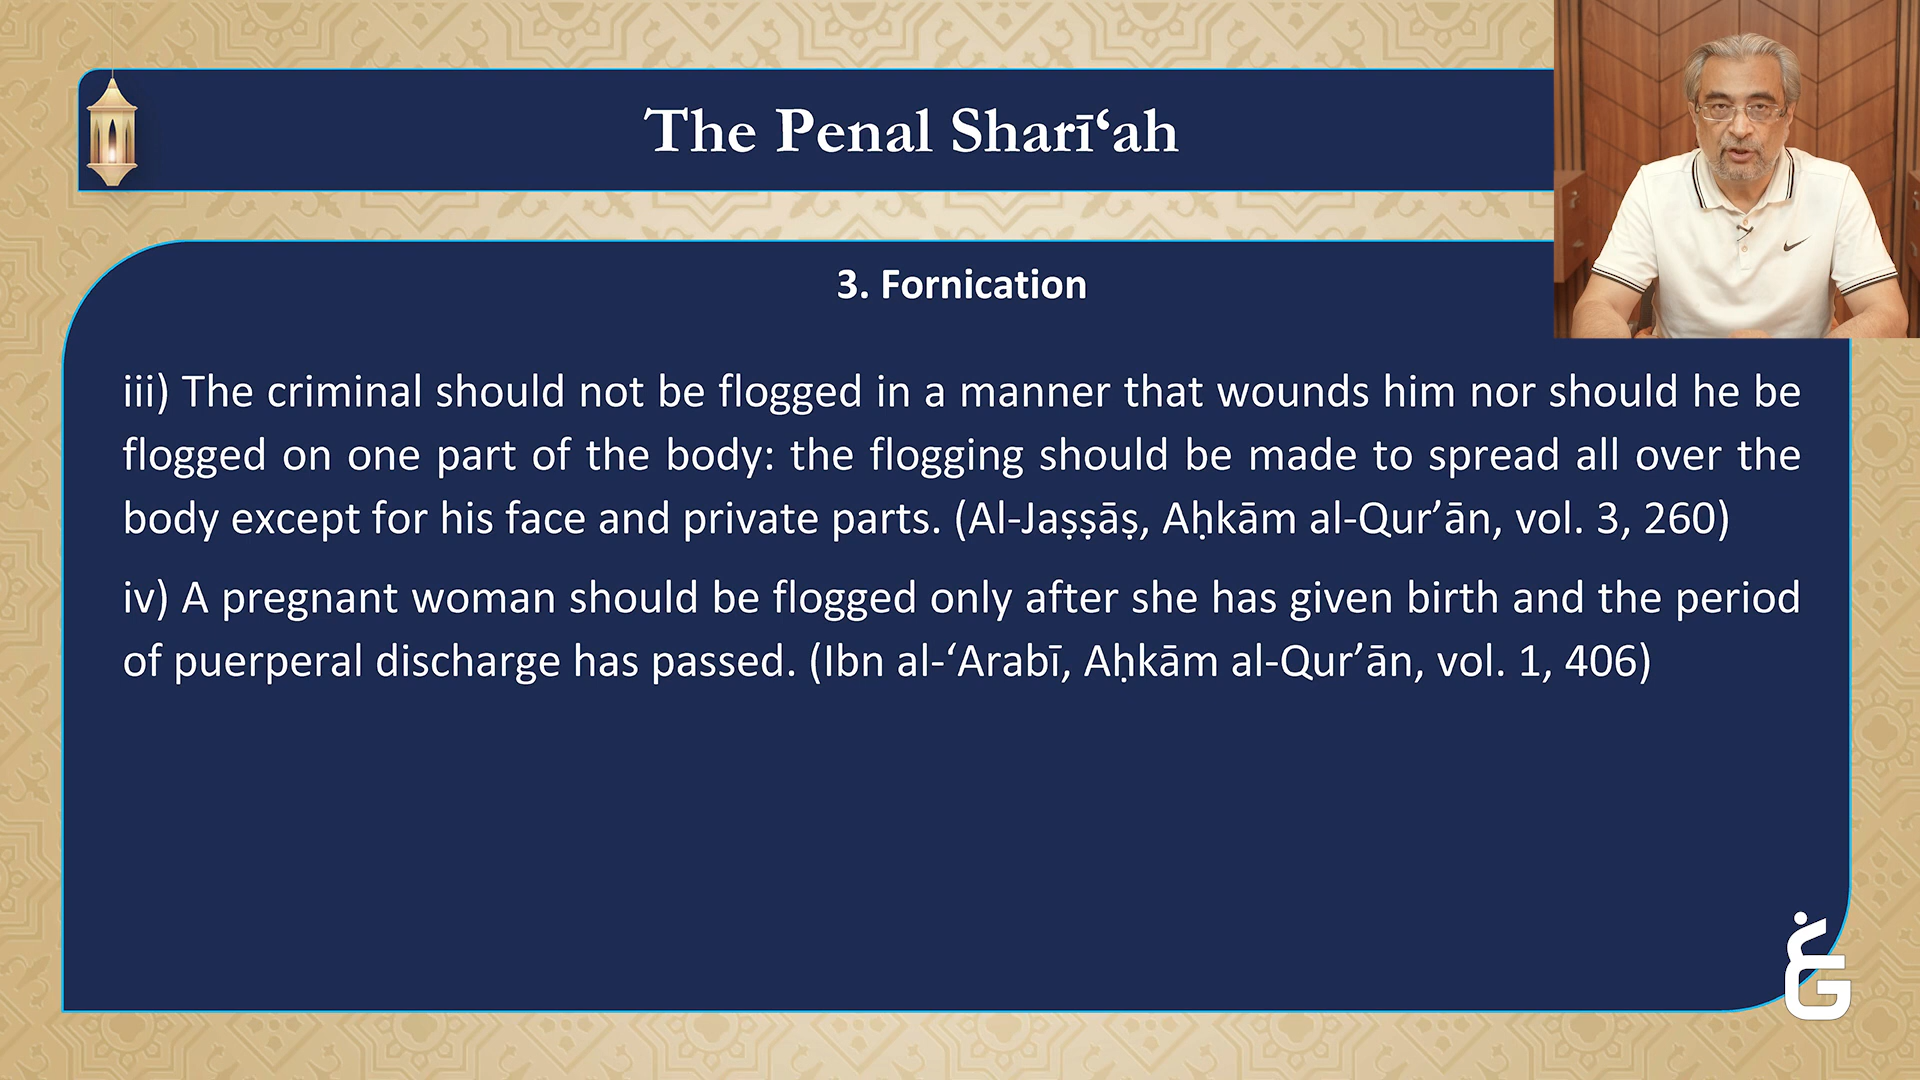 The Penal Sharī‘ah
3. Fornication
iii) The criminal should not be flogged in a manner that wounds him nor should he be
flogged on one part of the body: the flogging should be made to spread all over the
body except for his face and private parts. (Al-Jaṣṣāṣ, Aḥkām al-Qur’ān, vol. 3, 260)
iv) A pregnant woman should be flogged only after she has given birth and the period
of puerperal discharge has passed. (Ibn al-‘Arabī, Aḥkām al-Qur’ān, vol. 1, 406)
غ
G